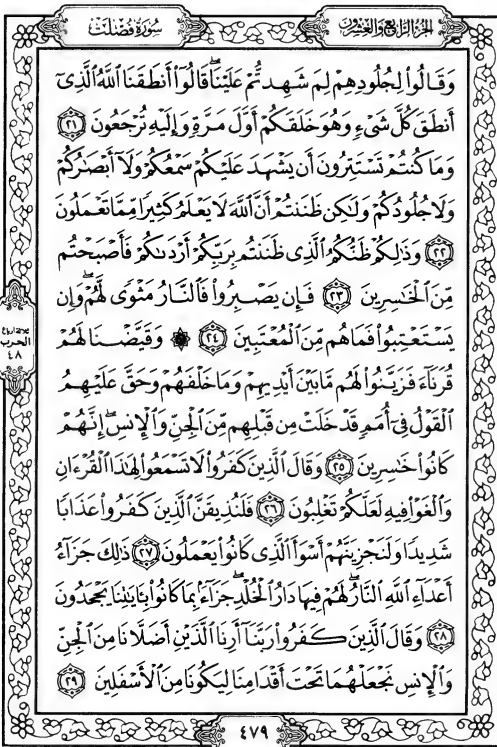 الجزء الرابع والعشرون
سورة فصلت
وَقَالُوا۟ لِجُلُودِهِمْ لِمَ شَهِدتُّمْ عَلَيْنَا ۖ قَالُوٓا۟ أَنطَقَنَا ٱللَّهُ ٱلَّذِىٓ
أَنطَقَ كُلَّ شَىْءٍ وَهُوَ خَلَقَكُمْ أَوَّلَ مَرَّةٍ وَإِلَيْهِ تُرْجَعُونَ ﴿٢١﴾
وَمَا كُنتُمْ تَسْتَتِرُونَ أَن يَشْهَدَ عَلَيْكُمْ سَمْعُكُمْ وَلَآ أَبْصَٰرُكُمْ
وَلَا جُلُودُكُمْ وَلَٰكِن ظَنَنتُمْ أَنَّ ٱللَّهَ لَا يَعْلَمُ كَثِيرًا مِّمَّا تَعْمَلُونَ
﴿٢٢﴾ وَذَٰلِكُمْ ظَنُّكُمُ ٱلَّذِى ظَنَنتُم بِرَبِّكُمْ أَرْدَىٰكُمْ فَأَصْبَحْتُم
مِّنَ ٱلْخَٰسِرِينَ ﴿٢٣﴾ فَإِن يَصْبِرُوا۟ فَٱلنَّارُ مَثْوًى لَّهُمْ ۖ وَإِن
يَسْتَعْتِبُوا۟ فَمَا هُم مِّنَ ٱلْمُعْتَبِينَ ﴿٢٤﴾ ۞ وَقَيَّضْنَا لَهُمْ
قُرَنَآءَ فَزَيَّنُوا۟ لَهُم مَّا بَيْنَ أَيْدِيهِمْ وَمَا خَلْفَهُمْ وَحَقَّ عَلَيْهِمُ
ٱلْقَوْلُ فِىٓ أُمَمٍ قَدْ خَلَتْ مِن قَبْلِهِم مِّنَ ٱلْجِنِّ وَٱلْإِنسِ ۖ إِنَّهُمْ
كَانُوا۟ خَٰسِرِينَ ﴿٢٥﴾ وَقَالَ ٱلَّذِينَ كَفَرُوا۟ لَا تَسْمَعُوا۟ لِهَٰذَا ٱلْقُرْءَانِ
وَٱلْغَوْا۟ فِيهِ لَعَلَّكُمْ تَغْلِبُونَ ﴿٢٦﴾ فَلَنُذِيقَنَّ ٱلَّذِينَ كَفَرُوا۟ عَذَابًا
شَدِيدًا وَلَنَجْزِيَنَّهُمْ أَسْوَأَ ٱلَّذِى كَانُوا۟ يَعْمَلُونَ ﴿٢٧﴾ ذَٰلِكَ جَزَآءُ
أَعْدَآءِ ٱللَّهِ ٱلنَّارُ ۖ لَهُمْ فِيهَا دَارُ ٱلْخُلْدِ ۖ جَزَآءًۢ بِمَا كَانُوا۟ بِـَٔايَٰتِنَا يَجْحَدُونَ
﴿٢٨﴾ وَقَالَ ٱلَّذِينَ كَفَرُوا۟ رَبَّنَآ أَرِنَا ٱلَّذَيْنِ أَضَلَّانَا مِنَ ٱلْجِنِّ
وَٱلْإِنسِ نَجْعَلْهُمَا تَحْتَ أَقْدَامِنَا لِيَكُونَا مِنَ ٱلْأَسْفَلِينَ ﴿٢٩﴾
ثلاثة ارباع
الحزب
٤٨
٤٧٩